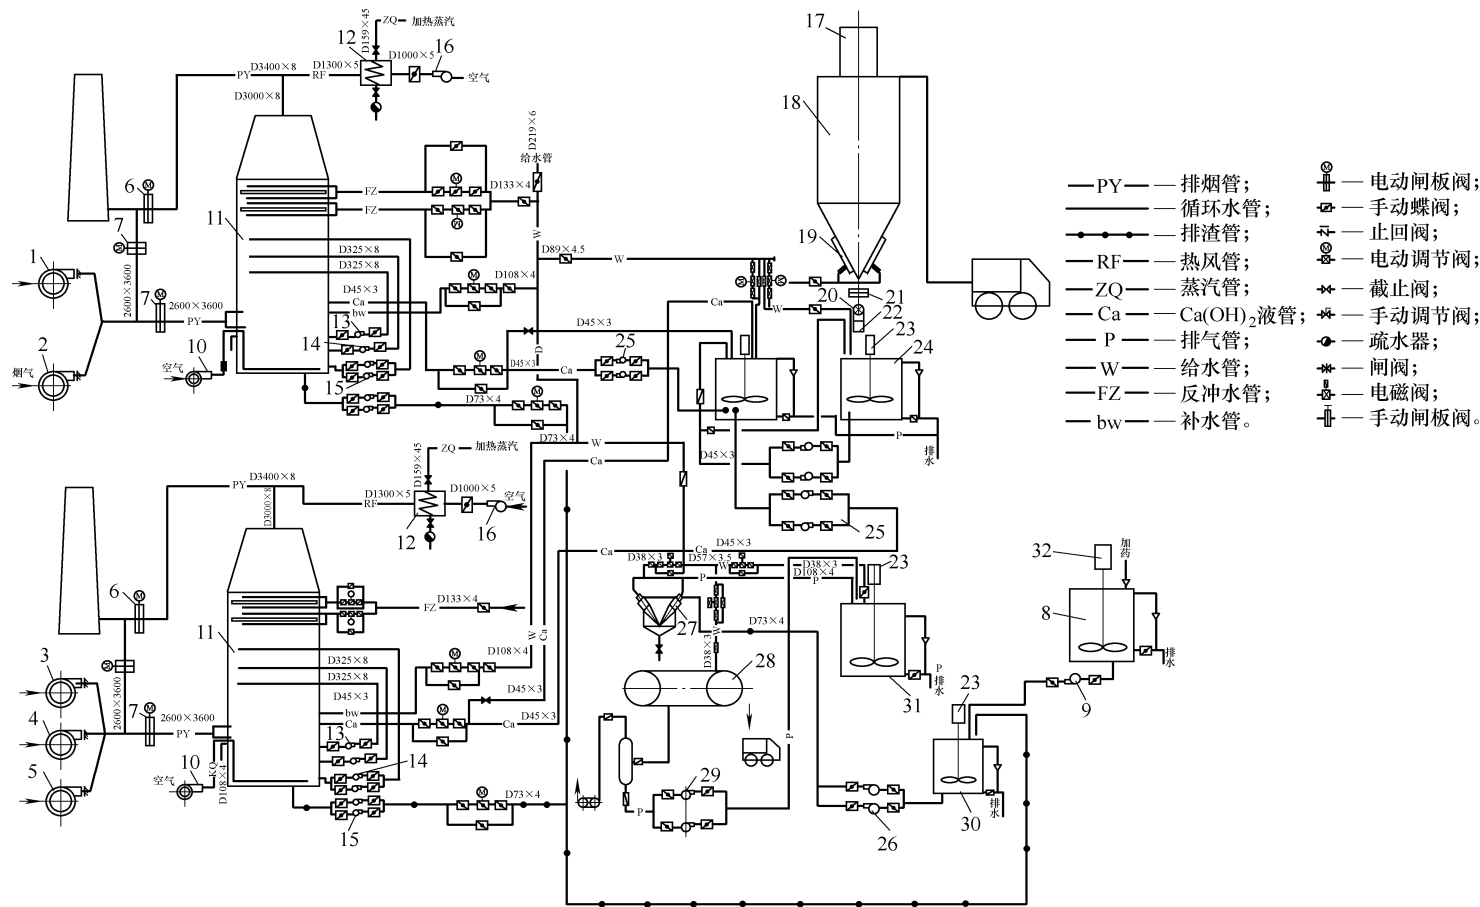 17
ZQ 加热蒸汽
D159×45
12
D1300×5
D1000×5
16
空气
PY
D3400×8
RF
D3000×8
18
D219×6
给水管
6
M
7
M
11
FZ
M
D133×4
FZ
M
W
D325×8
D325×8
D89×4.5
W
19
1
2600×3600
7
M
2600×3600
PY
D45×3
Ca
bw
M
D108×4
Ca
M
M
W
20
21
22
23
24
13
14
15
D45×3
25
2
烟气
10
空气
M
D45×3
Ca
D
D73×4
M
D73×4
P
排水
W
Ca
D45×3
D159×45
ZQ
加热蒸汽
PY
D3400×8
D3000×8
D1300×5
RF
D1000×5
空气
12
16
25
Ca
Ca
D45×3
D38×3
D57×3.5
W
D38×3
D108×4
P
P
23
32
加药
6
M
11
FZ
D133×4
W
Ca
27
W
D38×3
D73×4
8
排水
M
3
2600×3600
D325×8
D325×8
D45×3
bw
Ca
M
D108×4
D45×3
M
D45×3
28
31
P
排水
9
23
4
7
M
2600×3600
PY
13
14
P
5
10
空气
KQ
D108×4
15
M
D73×4
29
P
26
30
排水
PY — 排烟管;
— 循环水管;
— 排渣管;
RF — 热风管;
ZQ — 蒸汽管;
Ca — Ca(OH)₂液管;
P — 排气管;
W — 给水管;
FZ — 反冲水管;
bw — 补水管。
M — 电动闸板阀;
— 手动蝶阀;
— 止回阀;
M — 电动调节阀;
— 截止阀;
— 手动调节阀;
— 疏水器;
— 闸阀;
— 电磁阀;
— 手动闸板阀。